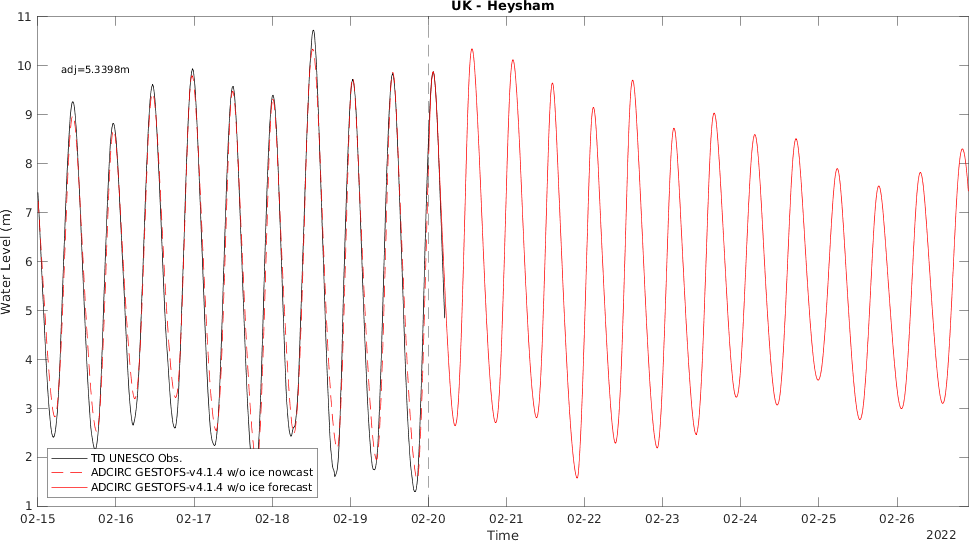 UK - Heysham
adj=5.3398m
11
10
9
8
7
6
5
4
3
2
1
Water Level (m)
TD UNESCO Obs.
ADCIRC GESTOFS-v4.1.4 w/o ice nowcast
ADCIRC GESTOFS-v4.1.4 w/o ice forecast
02-15 02-16 02-17 02-18 02-19 02-20 02-21 02-22 02-23 02-24 02-25 02-26
Time
2022